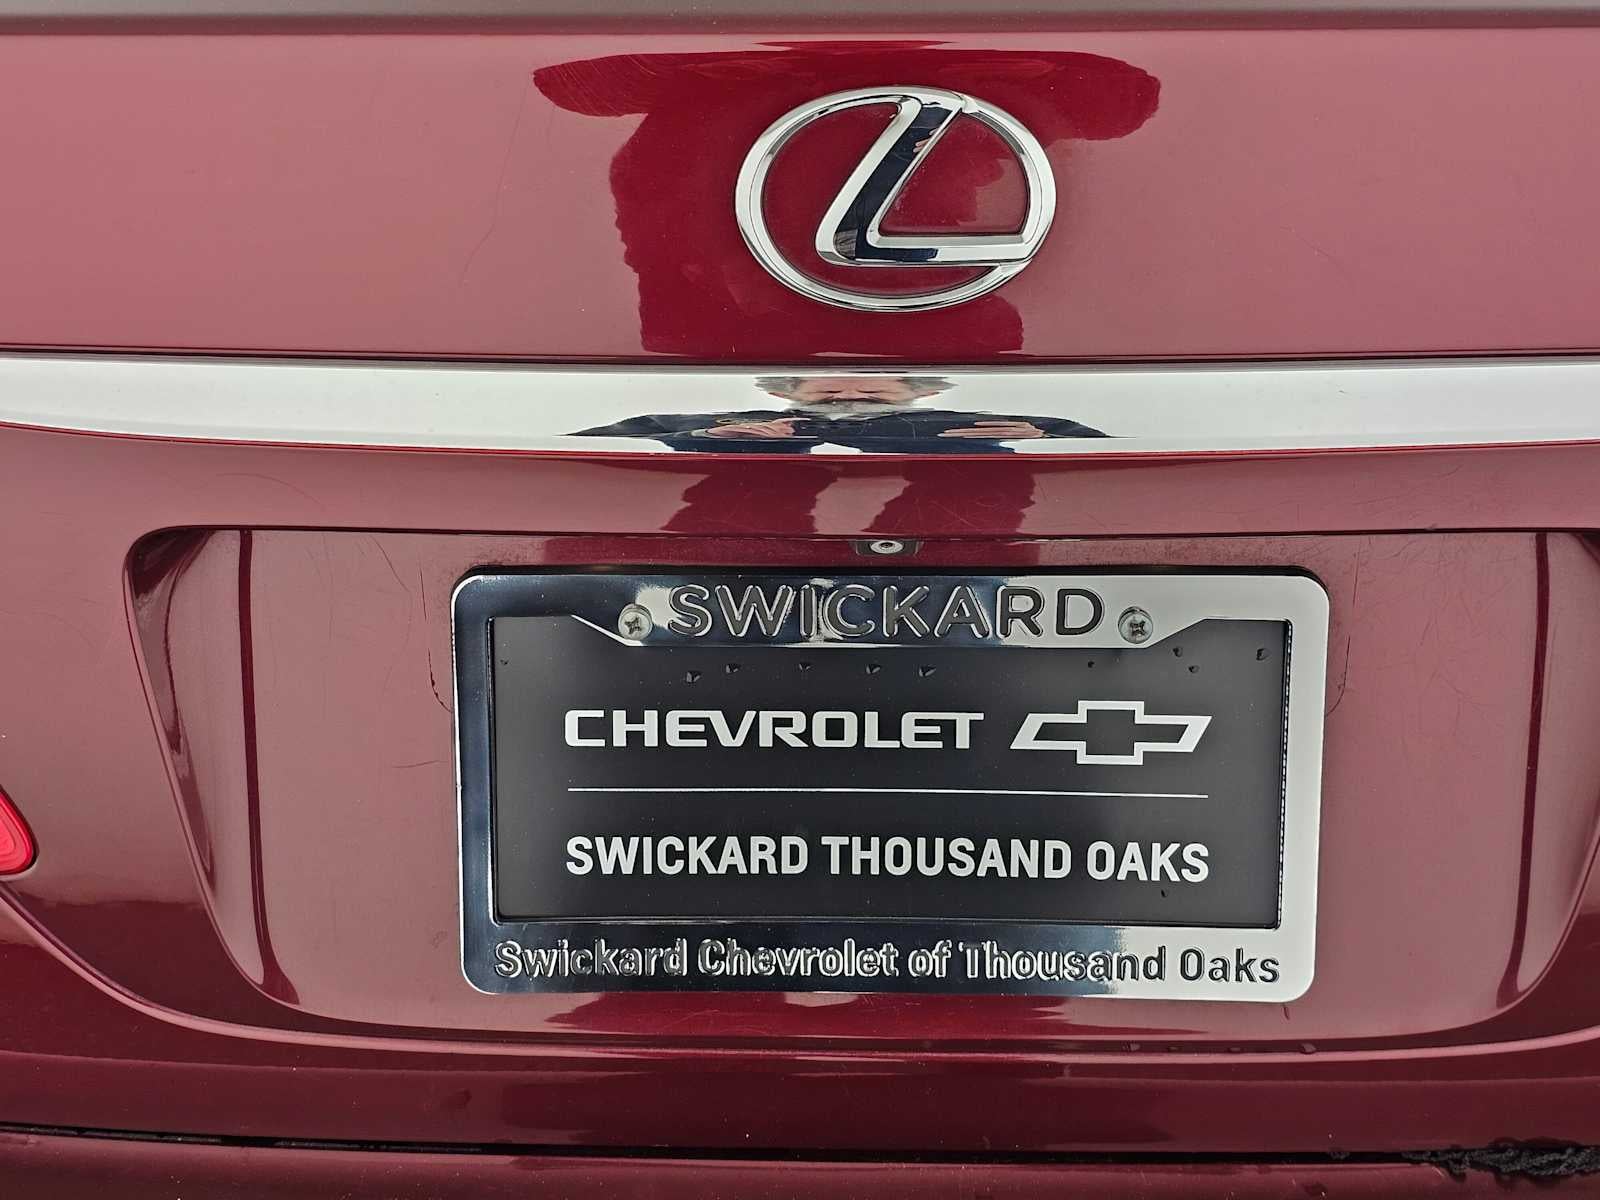 SWICKARD
CHEVROLET
SWICKARD THOUSAND OAKS
Swickard Chevrolet of Thousand Oaks